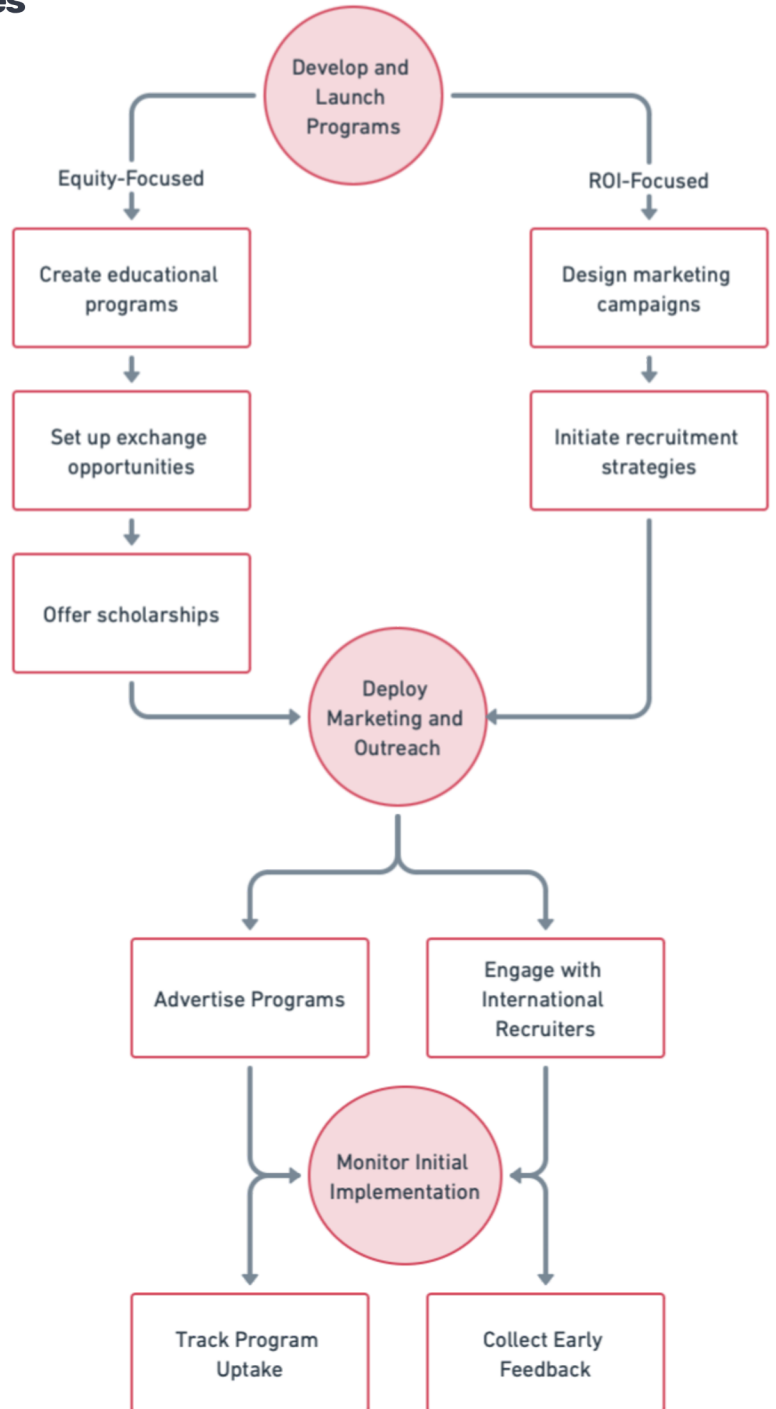 es
Develop and
Launch
Programs
Equity-Focused
ROI-Focused
Create educational
programs
Design marketing
campaigns
Set up exchange
opportunities
Initiate recruitment
strategies
Offer scholarships
Deploy
Marketing and
Outreach
Advertise Programs
Engage with
International
Recruiters
Monitor Initial
Implementation
Track Program
Uptake
Collect Early
Feedback